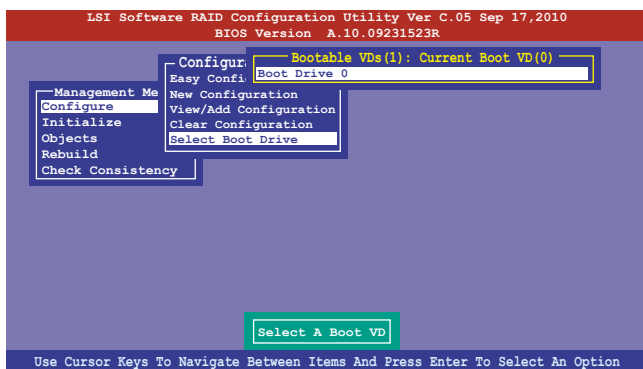 LSI Software RAID Configuration Utility Ver C.05 Sep 17,2010
BIOS Version A.10.09231523R
Bootable VDs(1): Current Boot VD(0)
Boot Drive 0
Configura
Easy Confi
New Configuration
View/Add Configuration
Clear Configuration
Select Boot Drive
Management Me
Configure
Initialize
Objects
Rebuild
Check Consistency
Select A Boot VD
Use Cursor Keys To Navigate Between Items And Press Enter To Select An Option